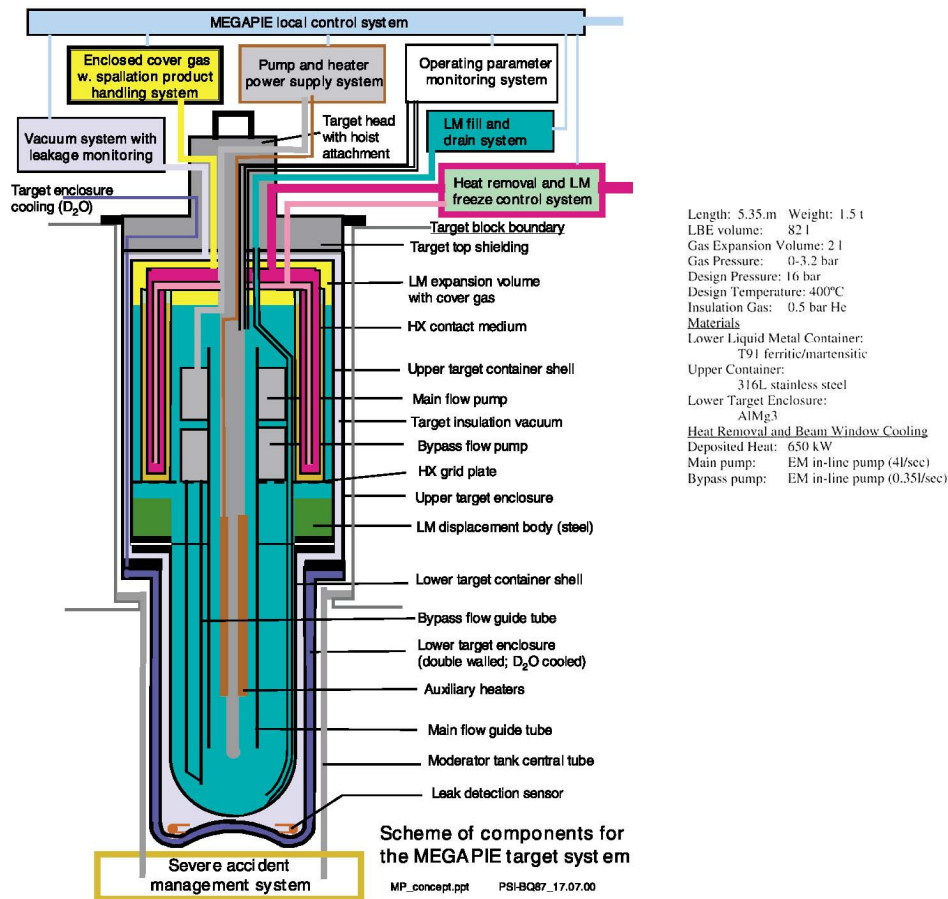 MEGAPIE local control system
Enclosed cover gas
w. spallation product
handling system
Pump and heater
power supply system
Operating parameter
monitoring system
Vacuum system with
leakage monitoring
Target head
with hoist
attachment
LM fill and
drain system
Target enclosure
cooling (D2O)
Heat removal and LM
freeze control system
Target block boundary
Target top shielding
LM expansion volume
with cover gas
HX contact medium
Upper target container shell
Main flow pump
Target insulation vacuum
Bypass flow pump
HX grid plate
Upper target enclosure
LM displacement body (steel)
Lower target container shell
Bypass flow guide tube
Lower target enclosure
(double walled; D2O cooled)
Auxiliary heaters
Main flow guide tube
Moderator tank central tube
Leak detection sensor
Scheme of components for
the MEGAPIE target system
Severe accident
management system
MP_concept.ppt PSI-BQ87_17.07.00
Length: 5.35.m Weight: 1.5 t
LBE volume: 82 l
Gas Expansion Volume: 2 l
Gas Pressure: 0-3.2 bar
Design Pressure: 16 bar
Design Temperature: 400°C
Insulation Gas: 0.5 bar He
Materials
Lower Liquid Metal Container:
T91 ferritic/martensitic
Upper Container:
316L stainless steel
Lower Target Enclosure:
AlMg3
Heat Removal and Beam Window Cooling
Deposited Heat: 650 kW
Main pump: EM in-line pump (4l/sec)
Bypass pump: EM in-line pump (0.35l/sec)